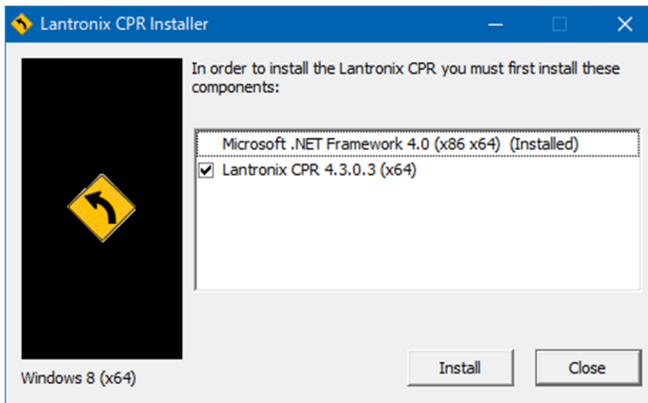 Lantronix CPR Installer
In order to install the Lantronix CPR you must first install these
components:
Microsoft .NET Framework 4.0 (x86 x64) (Installed)
Lantronix CPR 4.3.0.3 (x64)
Windows 8 (x64)
Install
Close